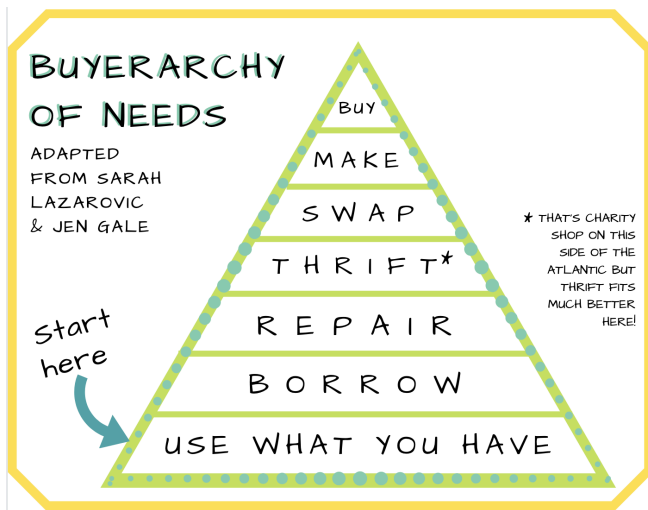 BUYERARCHY
OF NEEDS
ADAPTED
FROM SARAH
LAZAROVIC
& JEN GALE
BUY
MAKE
SWAP
THRIFT*
REPAIR
BORROW
USE WHAT YOU HAVE
* THAT'S CHARITY
SHOP ON THIS
SIDE OF THE
ATLANTIC BUT
THRIFT FITS
MUCH BETTER
HERE!
Start
here